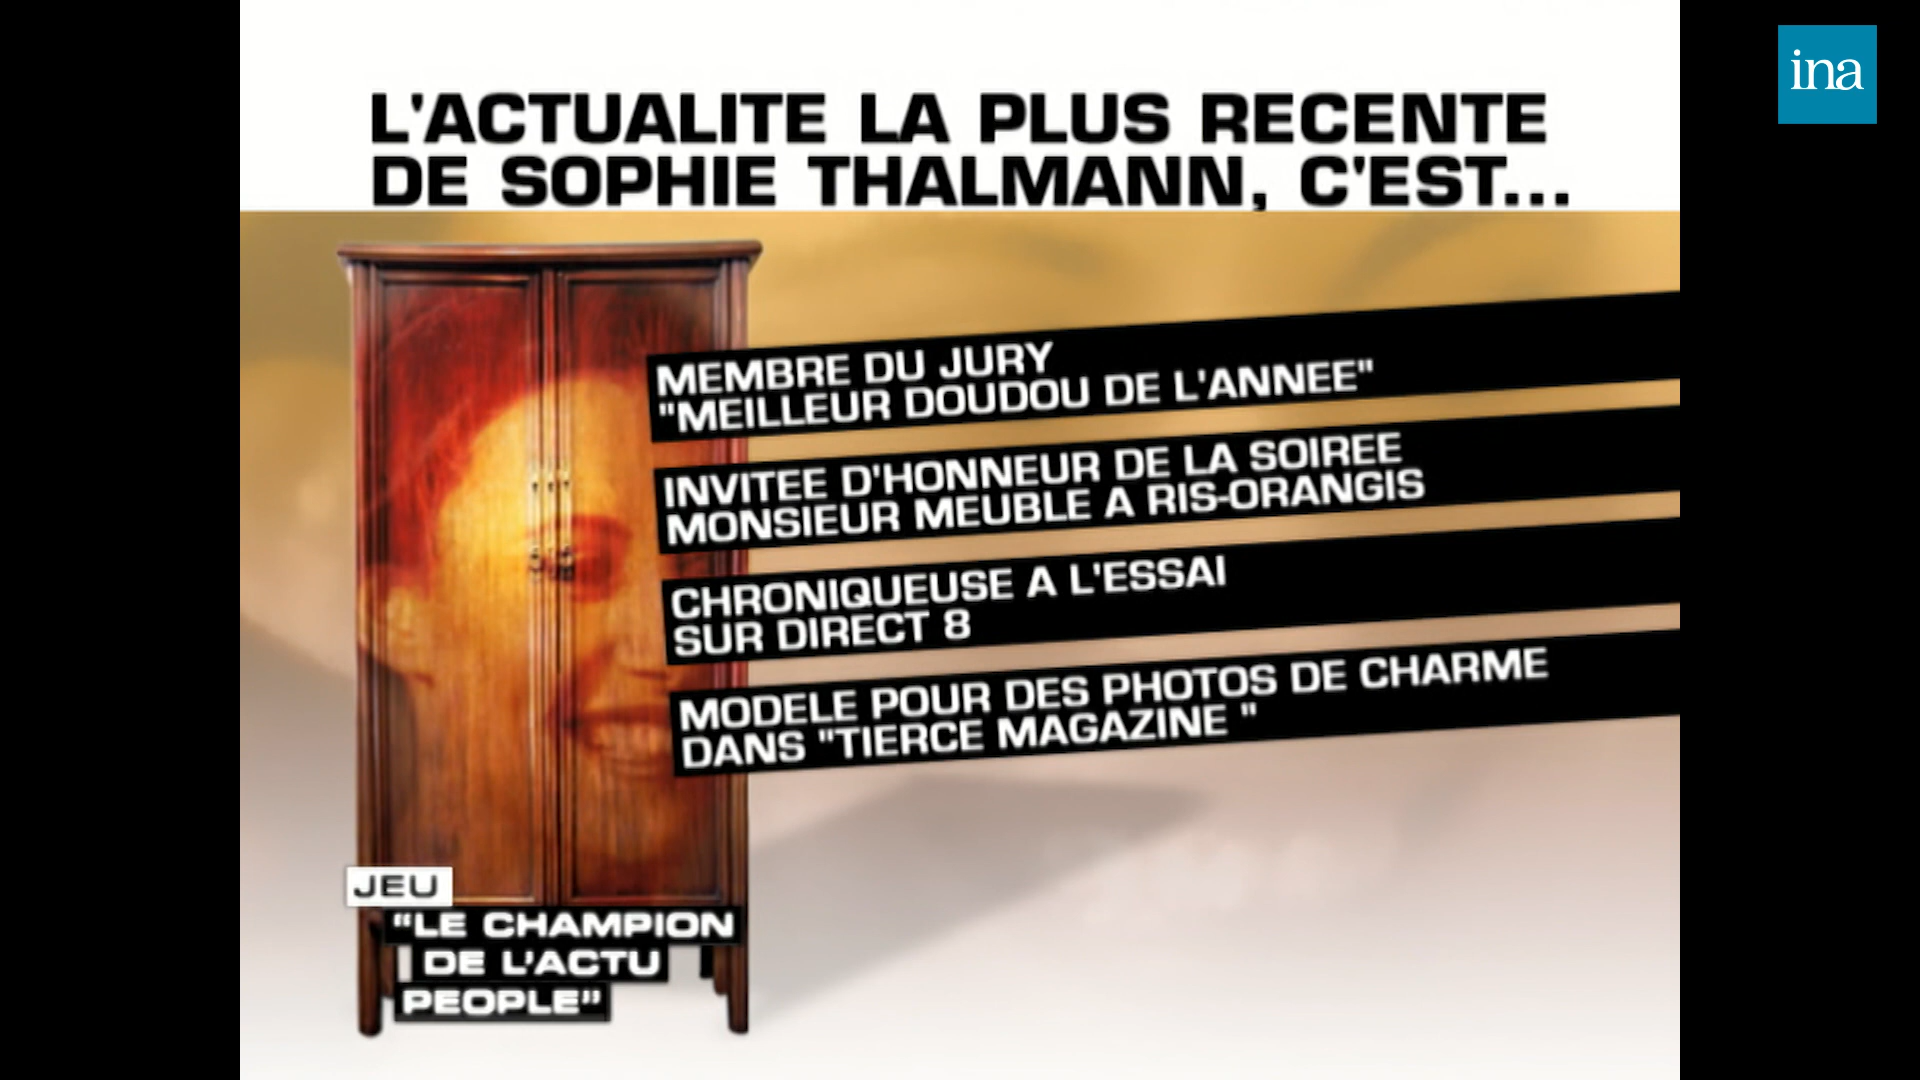 ina
L'ACTUALITE LA PLUS RECENTE
DE SOPHIE THALMANN, C'EST...
MEMBRE DU JURY
"MEILLEUR DOUDOU DE L'ANNEE"
INVITEE D'HONNEUR DE LA SOIREE
MONSIEUR MEUBLE A RIS-ORANGIS
CHRONIQUEUSE A L'ESSAI
SUR DIRECT 8
MODELE POUR DES PHOTOS DE CHARME
DANS "TIERCE MAGAZINE "
JEU
“LE CHAMPION
DE L’ACTU
PEOPLE”